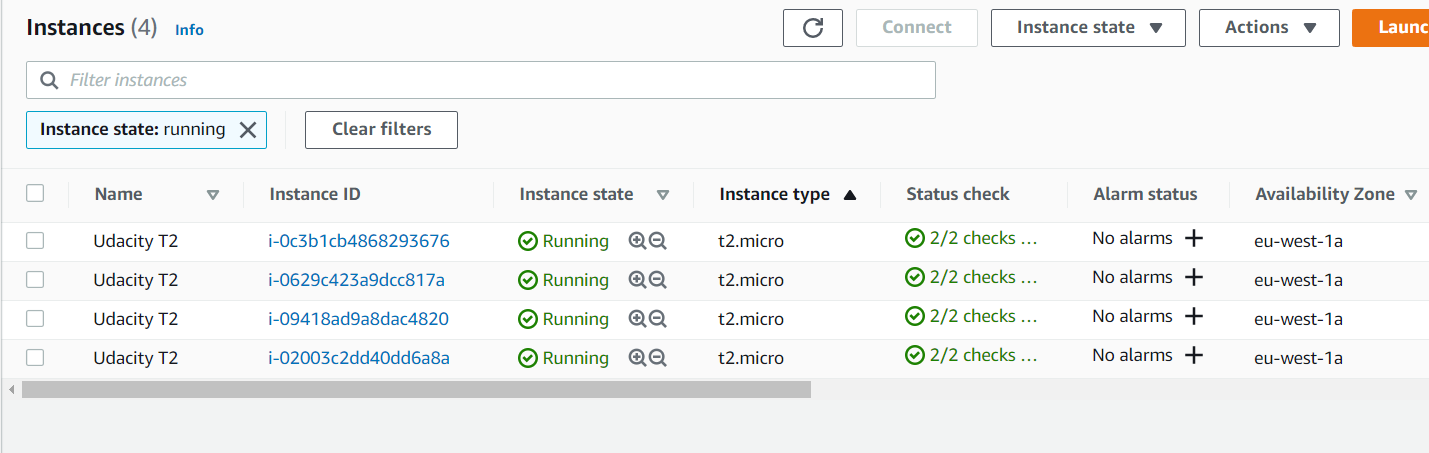 Instances (4) Info Connect Instance state Actions Launc
Filter instances
Instance state: running Clear filters
Name Instance ID Instance state Instance type Status check Alarm status Availability Zone
Udacity T2 i-0c3b1cb4868293676 Running t2.micro 2/2 checks ... No alarms + eu-west-1a
Udacity T2 i-0629c423a9dcc817a Running t2.micro 2/2 checks ... No alarms + eu-west-1a
Udacity T2 i-09418ad9a8dac4820 Running t2.micro 2/2 checks ... No alarms + eu-west-1a
Udacity T2 i-02003c2dd40dd6a8a Running t2.micro 2/2 checks ... No alarms + eu-west-1a